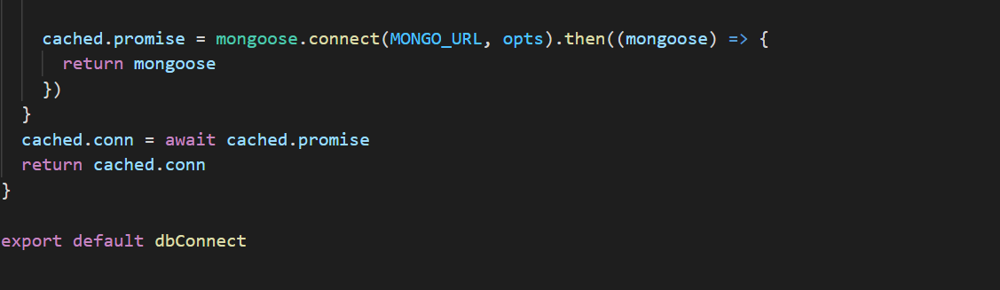 cached.promise = mongoose.connect(MONGO_URL, opts).then((mongoose) => {
return mongoose
})
}
cached.conn = await cached.promise
return cached.conn
}
export default dbConnect